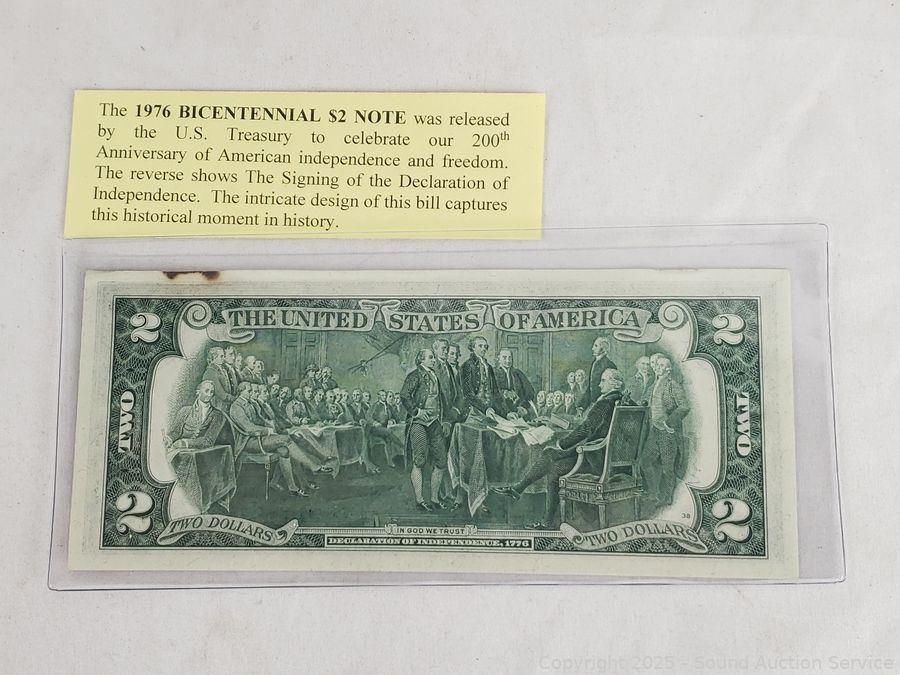 The 1976 BICENTENNIAL $2 NOTE was released
by the U.S. Treasury to celebrate our 200th
Anniversary of American independence and freedom.
The reverse shows The Signing of the Declaration of
Independence. The intricate design of this bill captures
this historical moment in history.
2 THE UNITED STATES OF AMERICA 2
TWO TWO
38
2 TWO DOLLARS IN GOD WE TRUST TWO DOLLARS 2
DECLARATION OF INDEPENDENCE, 1776
Copyright 2025 - Sound Auction Service